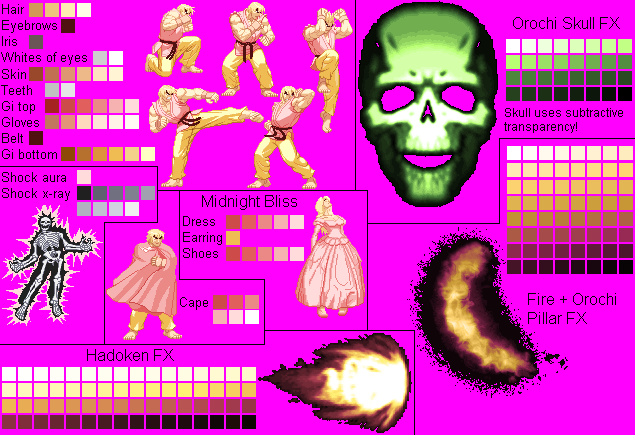 Hair
Eyebrows
Iris
Whites of eyes
Skin
Teeth
Gi top
Gloves
Belt
Gi bottom
Shock aura
Shock x-ray
Midnight Bliss
Dress
Earring
Shoes
Cape
Orochi Skull FX
Skull uses subtractive
transparency!
Fire + Orochi
Pillar FX
Hadoken FX